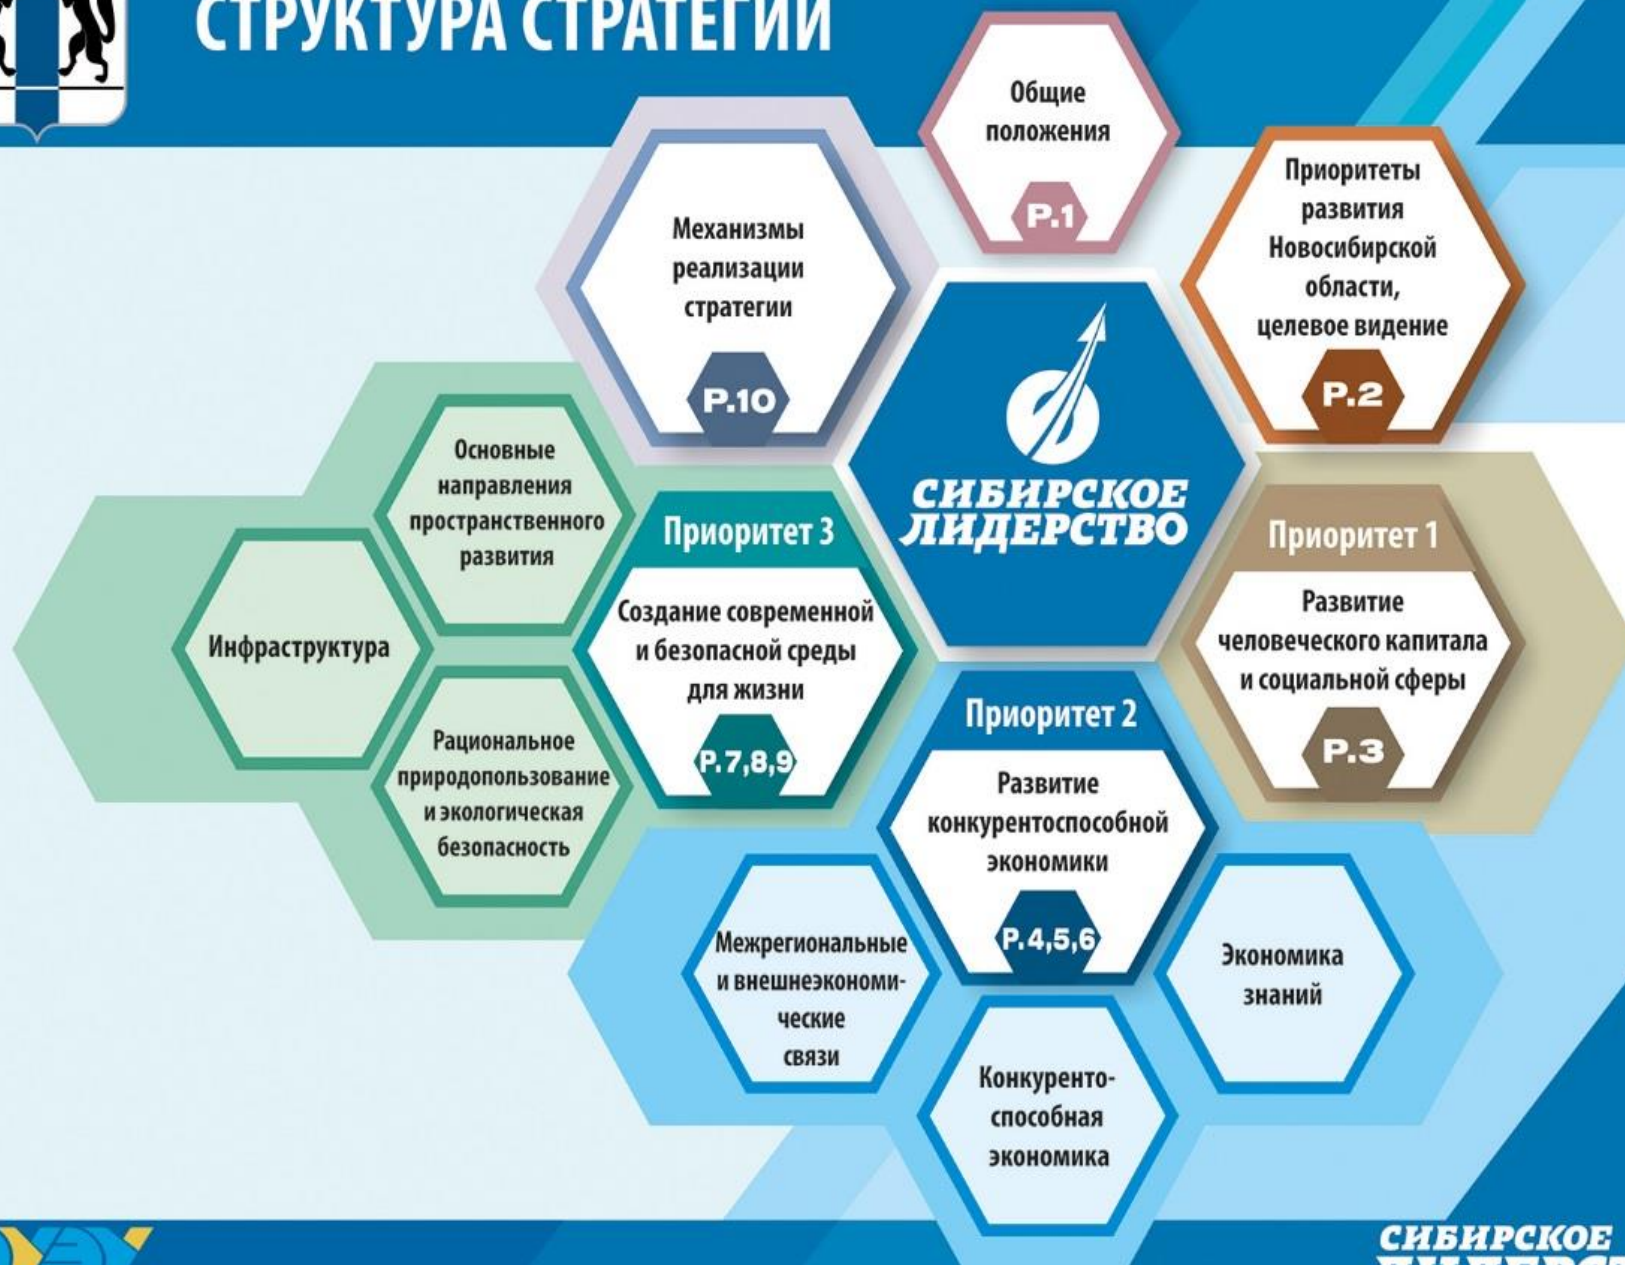 СТРУКТУРА СТРАТЕГИИ
Общие
положения
Р.1
Приоритеты
развития
Новосибирской
области,
целевое видение
Р.2
Механизмы
реализации
стратегии
Р.10
СИБИРСКОЕ
ЛИДЕРСТВО
Приоритет 1
Развитие
человеческого капитала
и социальной сферы
Р.3
Приоритет 2
Развитие
конкурентоспособной
экономики
Р.4,5,6
Приоритет 3
Создание современной
и безопасной среды
для жизни
Р.7,8,9
Основные
направления
пространственного
развития
Инфраструктура
Рациональное
природопользование
и экологическая
безопасность
Межрегиональные
и внешнеэкономи-
ческие
связи
Конкуренто-
способная
экономика
Экономика
знаний
СИБИРСКОЕ